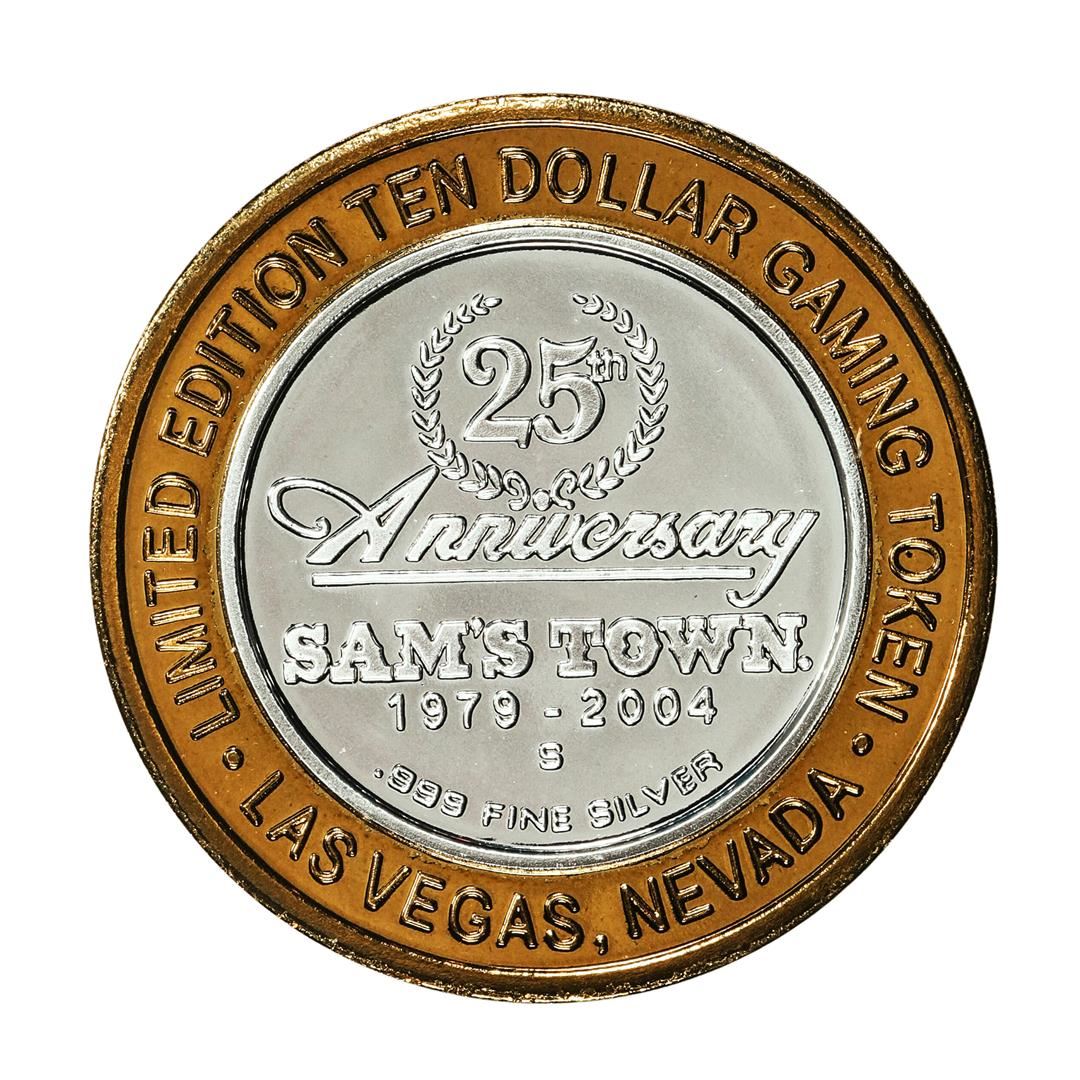 LIMITED EDITION TEN DOLLAR GAMING TOKEN
25th
Anniversary
SAM'S TOWN.
1979 - 2004
S
.999 FINE SILVER
• LAS VEGAS, NEVADA •